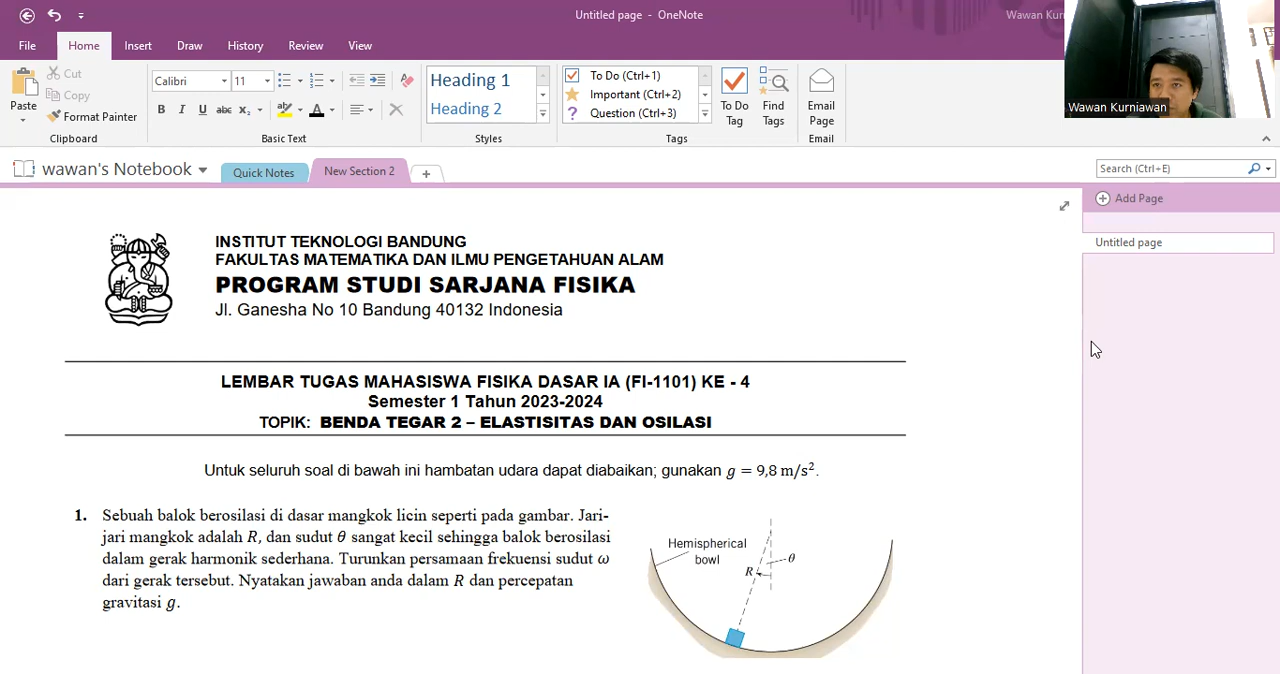 Untitled page - OneNote
Wawan Kurn
File
Home
Insert
Draw
History
Review
View
Wawan Kurniawan
Paste
Cut
Copy
Format Painter
Clipboard
Calibri
11
B I U abc X₂
ab
A
Basic Text
Heading 1
Heading 2
Styles
To Do (Ctrl+1)
Important (Ctrl+2)
? Question (Ctrl+3)
Tags
To Do
Tag
Find
Tags
Email
Page
Email
wawan's Notebook
Quick Notes
New Section 2
+
Search (Ctrl+E)
Add Page
Untitled page
INSTITUT TEKNOLOGI BANDUNG
FAKULTAS MATEMATIKA DAN ILMU PENGETAHUAN ALAM
PROGRAM STUDI SARJANA FISIKA
Jl. Ganesha No 10 Bandung 40132 Indonesia
LEMBAR TUGAS MAHASISWA FISIKA DASAR IA (FI-1101) KE - 4
Semester 1 Tahun 2023-2024
TOPIK: BENDA TEGAR 2 – ELASTISITAS DAN OSILASI
Untuk seluruh soal di bawah ini hambatan udara dapat diabaikan; gunakan g = 9,8 m/s².
1. Sebuah balok berosilasi di dasar mangkok licin seperti pada gambar. Jari-
jari mangkok adalah R, dan sudut θ sangat kecil sehingga balok berosilasi
dalam gerak harmonik sederhana. Turunkan persamaan frekuensi sudut ω
dari gerak tersebut. Nyatakan jawaban anda dalam R dan percepatan
gravitasi g.
Hemispherical
bowl
θ
R